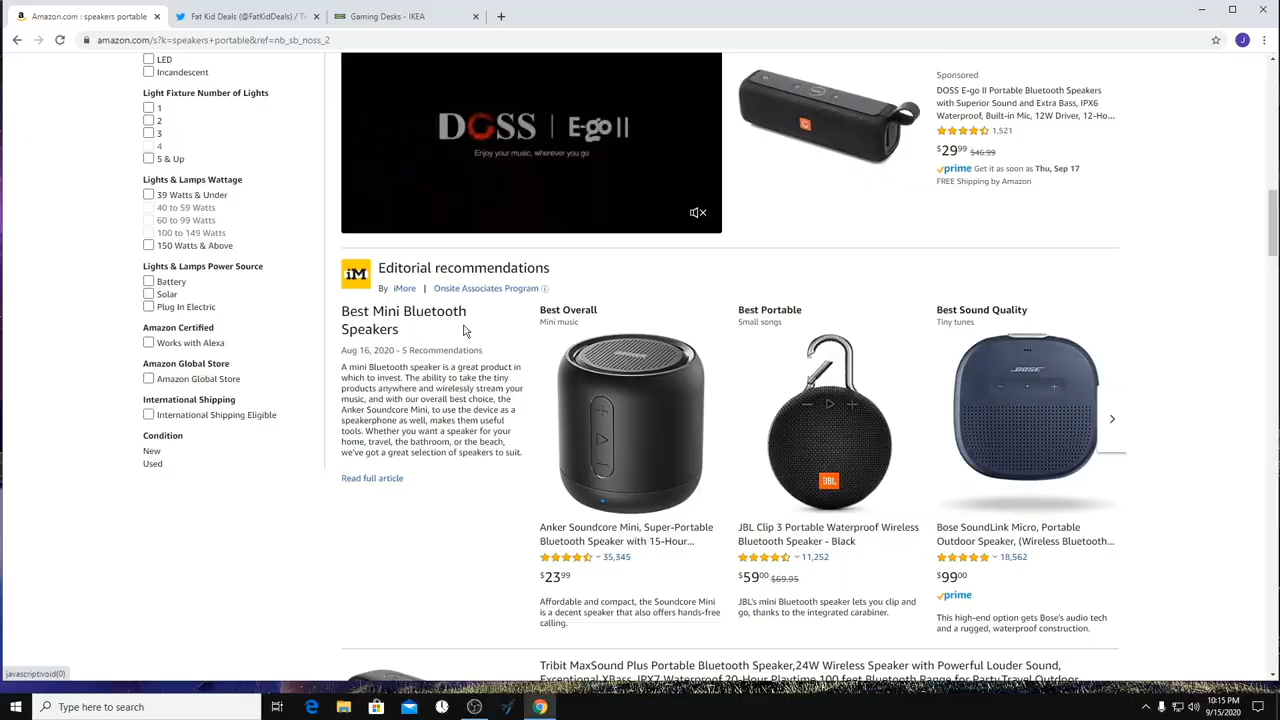 Amazon.com : speakers portable
Fat Kid Deals (@FatKidDeals) / T
Gaming Desks - IKEA
amazon.com/s?k=speakers+portable&ref=nb_sb_noss_2
J
LED
Incandescent
Light Fixture Number of Lights
1
2
3
4
5 & Up
Lights & Lamps Wattage
39 Watts & Under
40 to 59 Watts
60 to 99 Watts
100 to 149 Watts
150 Watts & Above
Lights & Lamps Power Source
Battery
Solar
Plug In Electric
Amazon Certified
Works with Alexa
Amazon Global Store
Amazon Global Store
International Shipping
International Shipping Eligible
Condition
New
Used
DOSS | E-go II
Enjoy your music, wherever you go
Sponsored
DOSS E-go II Portable Bluetooth Speakers
with Superior Sound and Extra Bass, IPX6
Waterproof, Built-in Mic, 12W Driver, 12-Ho...
1,521
$2999 $46.99
prime Get it as soon as Thu, Sep 17
FREE Shipping by Amazon
iM
Editorial recommendations
By iMore | Onsite Associates Program
Best Mini Bluetooth
Speakers
Aug 16, 2020 - 5 Recommendations
A mini Bluetooth speaker is a great product in
which to invest. The ability to take the tiny
products anywhere and wirelessly stream your
music, and with our overall best choice, the
Anker Soundcore Mini, to use the device as a
speakerphone as well, makes them useful
tools. Whether you want a speaker for your
home, travel, the bathroom, or the beach,
we've got a great selection of speakers to suit.
Read full article
Best Overall
Mini music
Anker Soundcore Mini, Super-Portable
Bluetooth Speaker with 15-Hour...
35,345
$2399
Affordable and compact, the Soundcore Mini
is a decent speaker that also offers hands-free
calling.
Best Portable
Small songs
JBL
JBL Clip 3 Portable Waterproof Wireless
Bluetooth Speaker - Black
11,252
$5900 $69.95
JBL's mini Bluetooth speaker lets you clip and
go, thanks to the integrated carabiner.
Best Sound Quality
Tiny tunes
BOSE
Bose SoundLink Micro, Portable
Outdoor Speaker, (Wireless Bluetooth...
18,562
$9900
prime
This high-end option gets Bose's audio tech
and a rugged, waterproof construction.
Tribit MaxSound Plus Portable Bluetooth Speaker,24W Wireless Speaker with Powerful Louder Sound,
Exceptional XBass, IPX7 Waterproof, 20-Hour Playtime, 100 feet Bluetooth Range for Party,Travel,Outdoor
javascript:void(0)
Type here to search
10:15 PM
9/15/2020